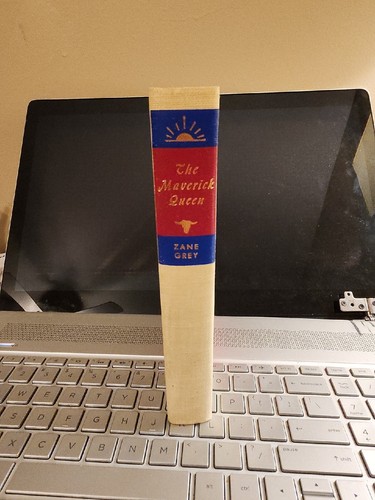 The
Maverick
Queen
ZANE
GREY
W E R T Y U
S D F G H J L
X C V B N M